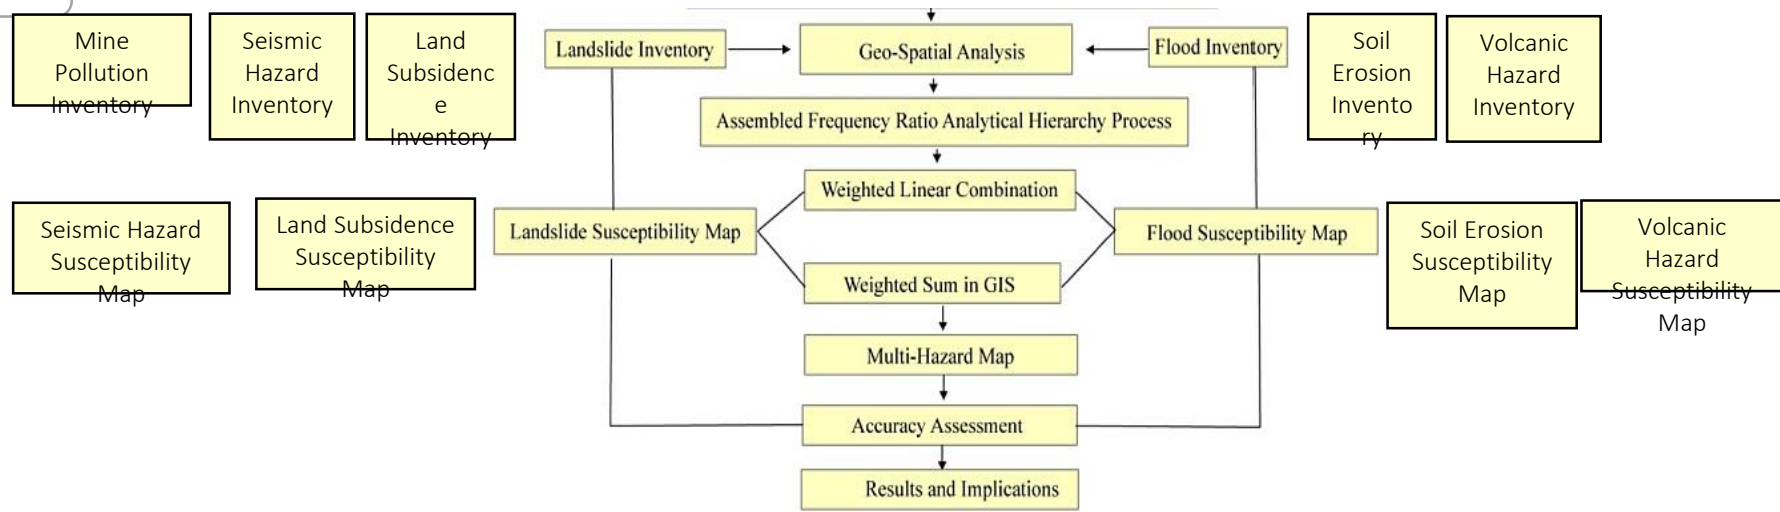 Mine
Pollution
Inventory
Seismic
Hazard
Inventory
Land
Subsidenc
e
Inventory
Landslide Inventory
Geo-Spatial Analysis
Flood Inventory
Soil
Erosion
Invento
ry
Volcanic
Hazard
Inventory
Assembled Frequency Ratio Analytical Hierarchy Process
Weighted Linear Combination
Seismic Hazard
Susceptibility
Map
Land Subsidence
Susceptibility
Map
Landslide Susceptibility Map
Flood Susceptibility Map
Soil Erosion
Susceptibility
Map
Volcanic
Hazard
Susceptibility
Map
Weighted Sum in GIS
Multi-Hazard Map
Accuracy Assessment
Results and Implications